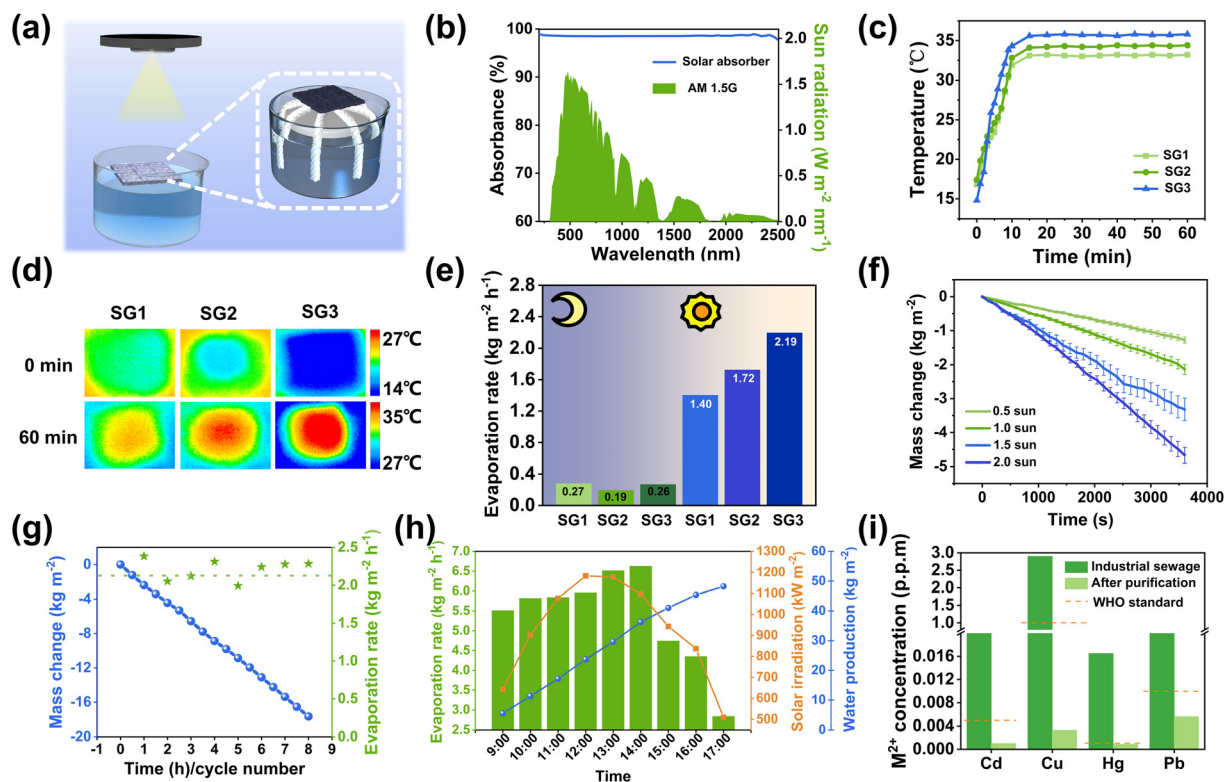 (a)
(b)
100
90
80
70
60
Absorbance (%)
Solar absorber
AM 1.5G
2.0
1.5
1.0
0.5
0.0
Sun radiation (W m⁻² nm⁻¹)
500 1000 1500 2000 2500
Wavelength (nm)
(c)
35
30
25
20
15
Temperature (℃)
SG1
SG2
SG3
0 10 20 30 40 50 60
Time (min)
(d)
SG1 SG2 SG3
0 min
27℃
14℃
60 min
35℃
27℃
(e)
2.8
2.4
2.0
1.6
1.2
0.8
0.4
0.0
Evaporation rate (kg m⁻² h⁻¹)
0.27 0.19 0.26 1.40 1.72 2.19
SG1 SG2 SG3 SG1 SG2 SG3
(f)
0
-1
-2
-3
-4
-5
Mass change (kg m⁻²)
0.5 sun
1.0 sun
1.5 sun
2.0 sun
0 1000 2000 3000 4000
Time (s)
(g)
0
-4
-8
-12
-16
-20
Mass change (kg m⁻²)
2.5
2.0
1.5
1.0
0.5
0.0
Evaporation rate (kg m⁻² h⁻¹)
-1 0 1 2 3 4 5 6 7 8 9
Time (h)/cycle number
(h)
7.0
6.5
6.0
5.5
5.0
4.5
4.0
3.5
3.0
2.5
Evaporation rate (kg m⁻² h⁻¹)
1300
1200
1100
1000
900
800
700
600
500
Solar irradiation (kW m⁻²)
60
50
40
30
20
10
0
Water production (kg m⁻²)
9:00 10:00 11:00 12:00 13:00 14:00 15:00 16:00 17:00
Time
(i)
3.0
2.5
2.0
1.5
1.0
0.016
0.012
0.008
0.004
0.000
M²⁺ concentration (p.p.m)
Industrial sewage
After purification
WHO standard
Cd Cu Hg Pb